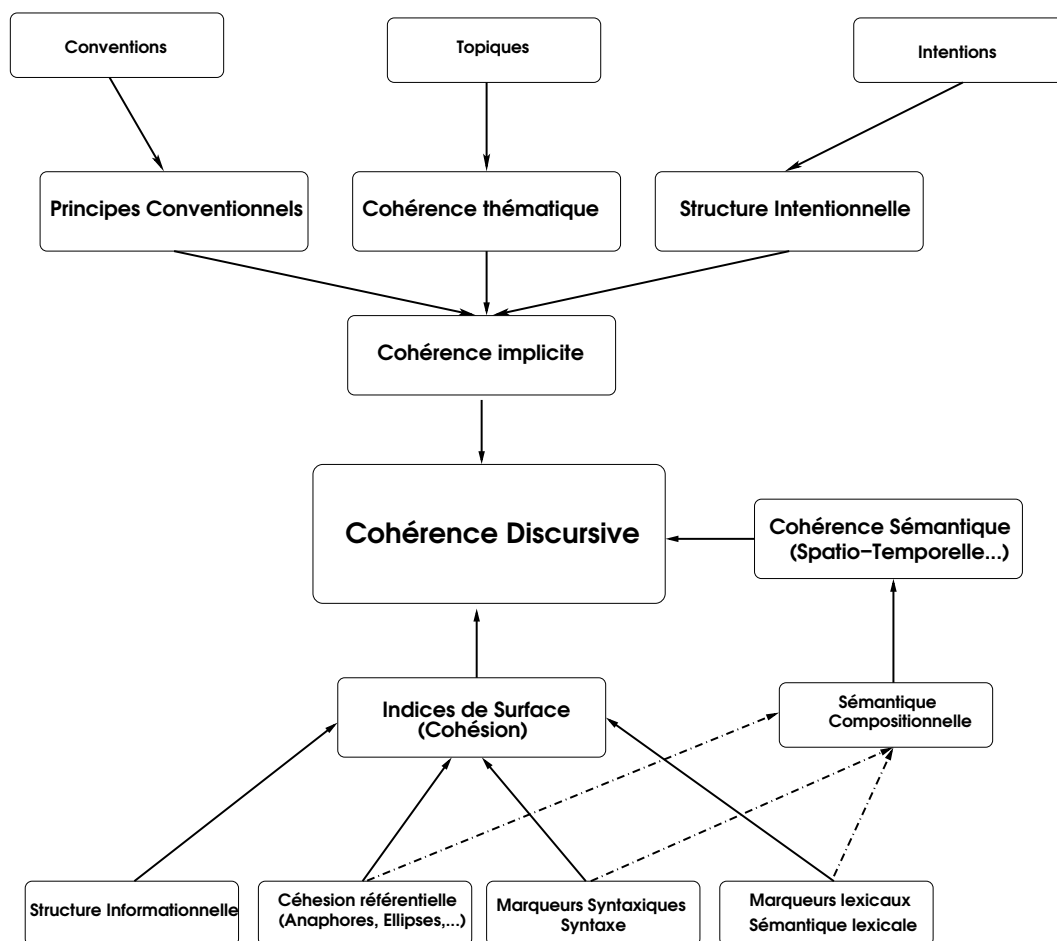 Conventions
Topiques
Intentions
Principes Conventionnels
Cohérence thématique
Structure Intentionnelle
Cohérence implicite
Cohérence Discursive
Cohérence Sémantique
(Spatio-Temporelle...)
Indices de Surface
(Cohésion)
Sémantique
Compositionnelle
Structure Informationnelle
Céhesion référentielle
(Anaphores, Ellipses,...)
Marqueurs Syntaxiques
Syntaxe
Marqueurs lexicaux
Sémantique lexicale